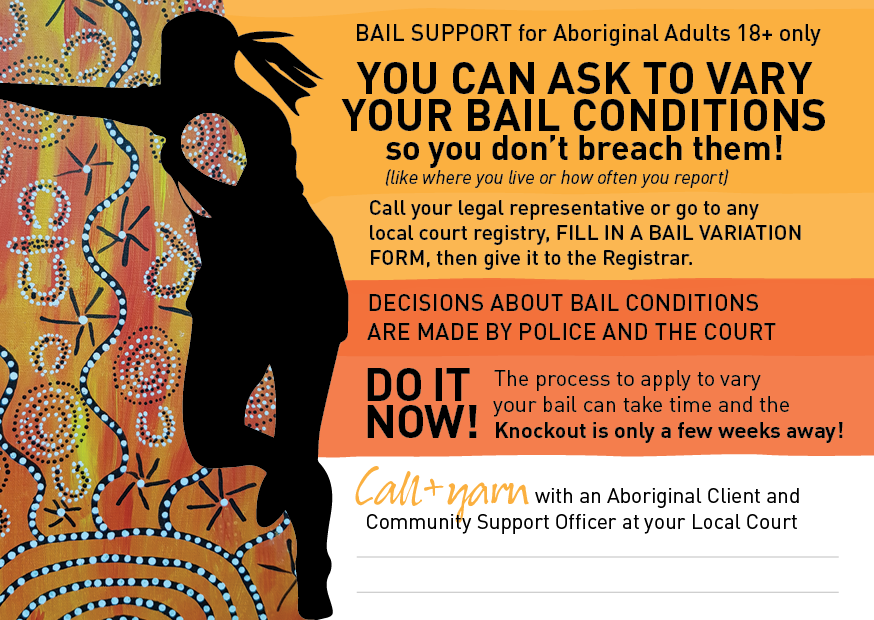 BAIL SUPPORT for Aboriginal Adults 18+ only
YOU CAN ASK TO VARY
YOUR BAIL CONDITIONS
so you don't breach them!
(like where you live or how often you report)
Call your legal representative or go to any
local court registry, FILL IN A BAIL VARIATION
FORM, then give it to the Registrar.
DECISIONS ABOUT BAIL CONDITIONS
ARE MADE BY POLICE AND THE COURT
DO IT
NOW!
The process to apply to vary
your bail can take time and the
Knockout is only a few weeks away!
Call+yarn with an Aboriginal Client and
Community Support Officer at your Local Court